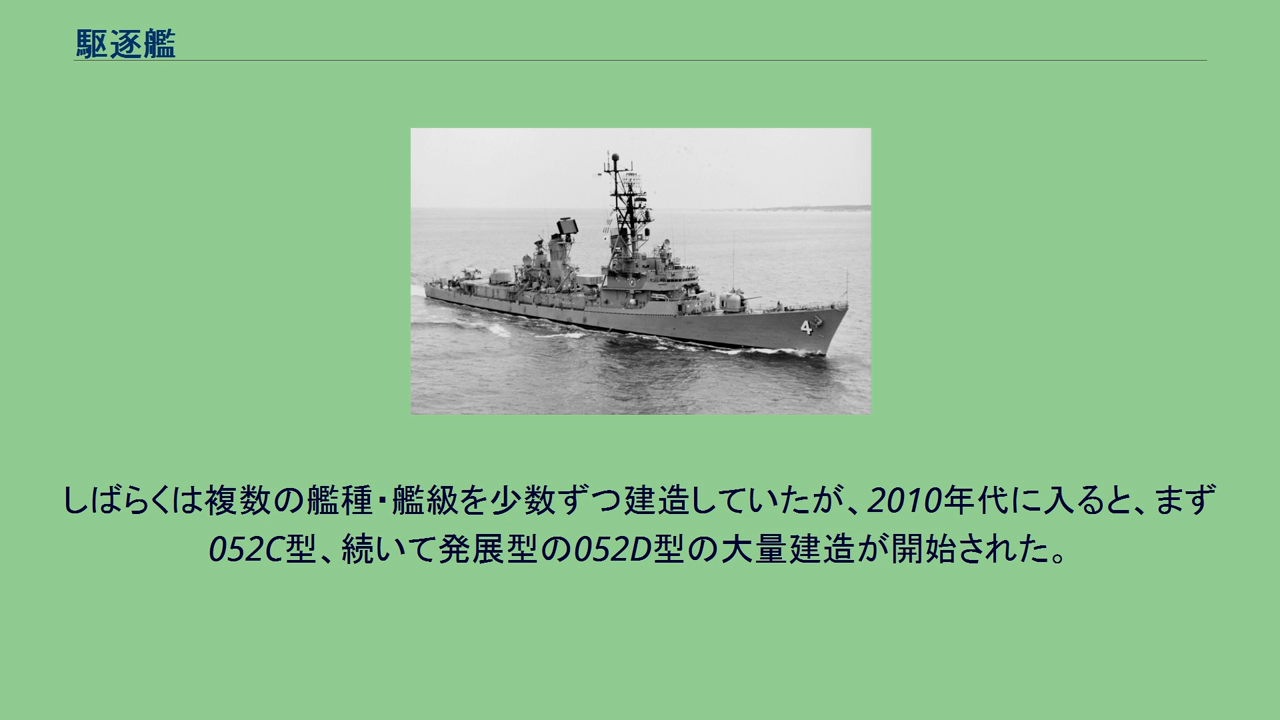 駆逐艦
4
しばらくは複数の艦種・艦級を少数ずつ建造していたが、2010年代に入ると、まず
052C型、続いて発展型の052D型の大量建造が開始された。